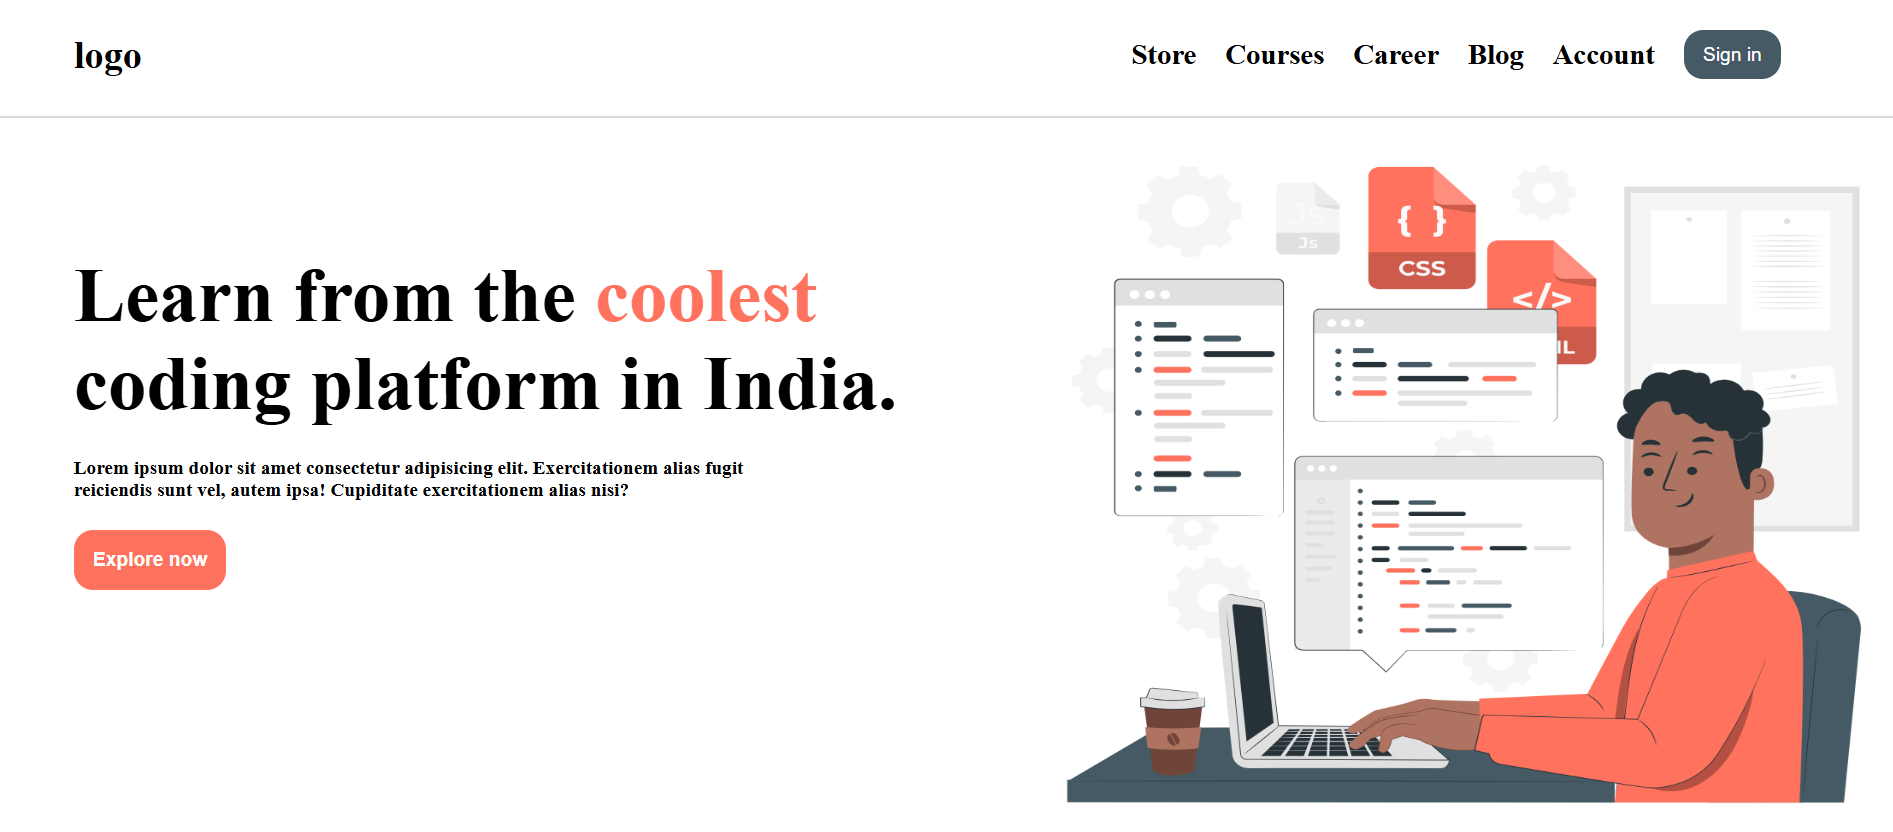 logo
Store Courses Career Blog Account Sign in
Js
Js
{ }
CSS
</>
IL
Learn from the coolest
coding platform in India.
Lorem ipsum dolor sit amet consectetur adipisicing elit. Exercitationem alias fugit
reiciendis sunt vel, autem ipsa! Cupiditate exercitationem alias nisi?
Explore now